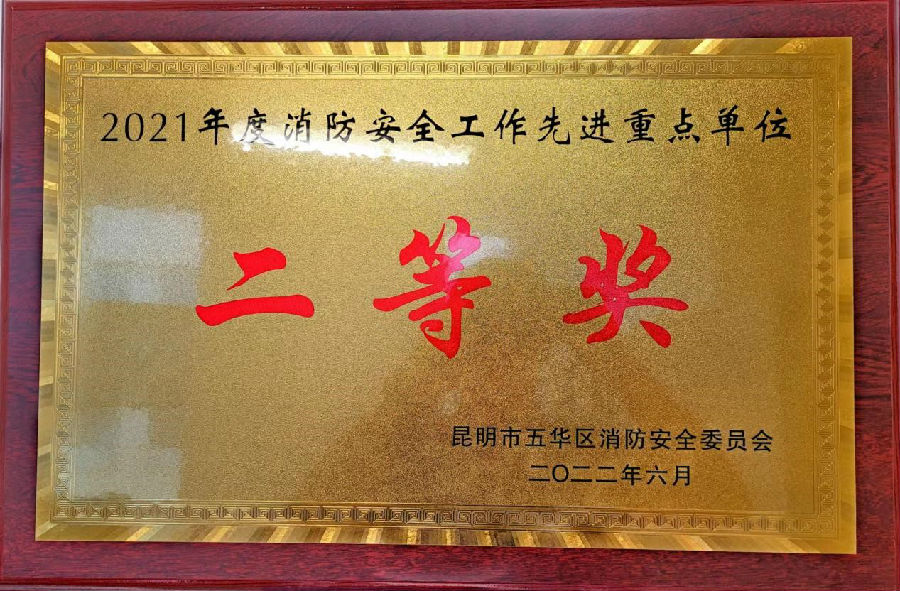 2021年度消防安全工作先进重点单位
二等奖
昆明市五华区消防安全委员会
二〇二二年六月